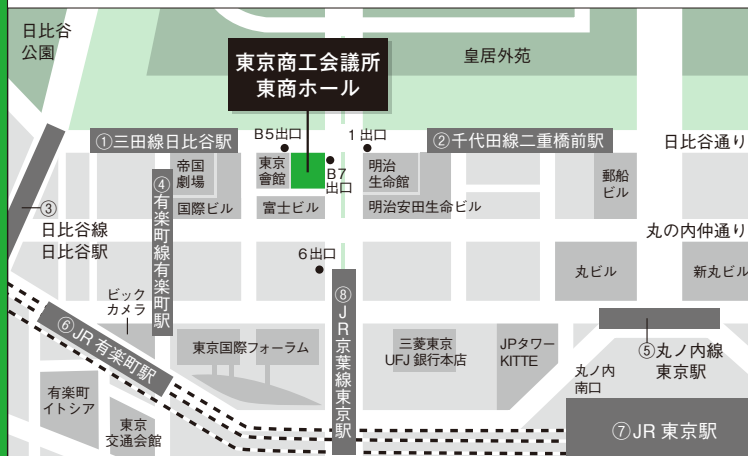 日比谷
公園
皇居外苑
東京商工会議所
東商ホール
①三田線日比谷駅
B5出口
1出口
②千代田線二重橋前駅
日比谷通り
帝国
劇場
東京
會館
B7
出口
明治
生命館
郵船
ビル
③
日比谷線
日比谷駅
④有楽町線有楽町駅
国際ビル
富士ビル
明治安田生命ビル
丸の内仲通り
6出口
丸ビル
新丸ビル
ビック
カメラ
⑥JR有楽町駅
東京国際フォーラム
⑧JR京葉線東京駅
三菱東京
UFJ 銀行本店
JPタワー
KITTE
⑤丸ノ内線
東京駅
丸ノ内
南口
有楽町
イトシア
東京
交通会館
⑦JR 東京駅